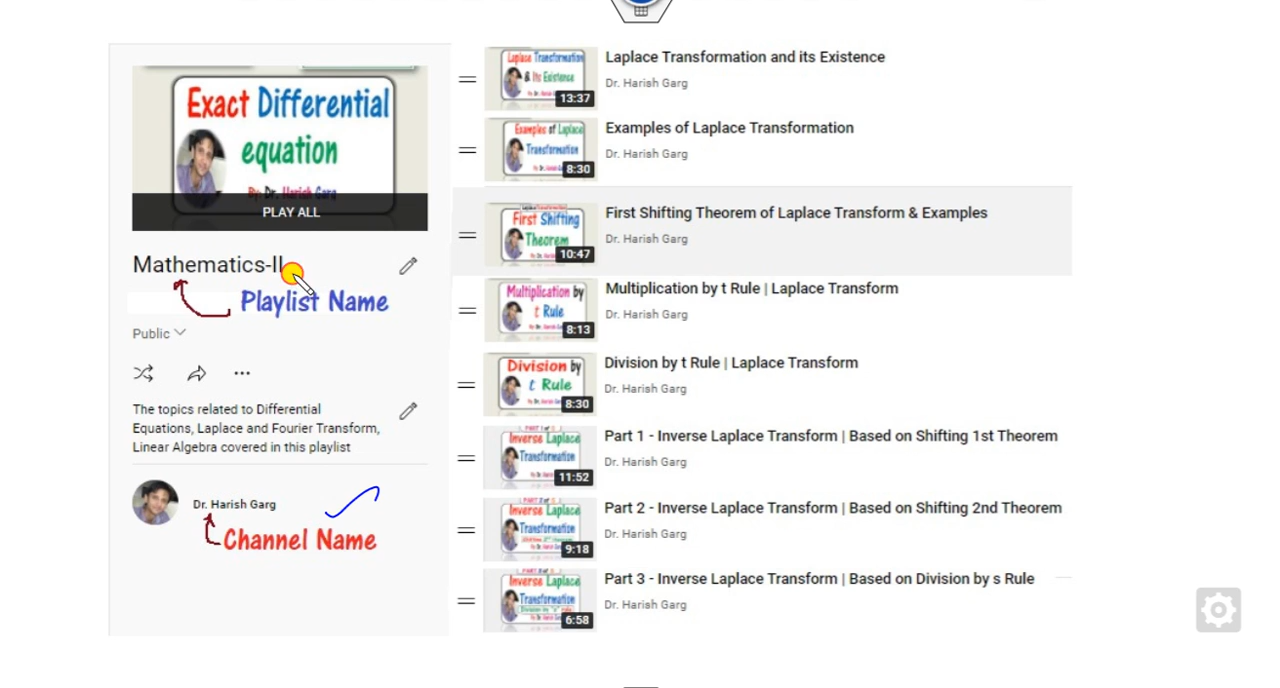 Exact Differential
equation
By- Dr. Harish Garg
PLAY ALL
Mathematics-II
Playlist Name
Public
The topics related to Differential
Equations, Laplace and Fourier Transform,
Linear Algebra covered in this playlist
Dr. Harish Garg
Channel Name
Laplace Transformation
& Its Existence
13:37
Laplace Transformation and its Existence
Dr. Harish Garg
Examples of Laplace
Transformation
8:30
Examples of Laplace Transformation
Dr. Harish Garg
First Shifting
Theorem
10:47
First Shifting Theorem of Laplace Transform & Examples
Dr. Harish Garg
Multiplication by
t Rule
8:13
Multiplication by t Rule | Laplace Transform
Dr. Harish Garg
Division by
t Rule
8:30
Division by t Rule | Laplace Transform
Dr. Harish Garg
Inverse Laplace
Transformation
11:52
Part 1 - Inverse Laplace Transform | Based on Shifting 1st Theorem
Dr. Harish Garg
Inverse Laplace
Transformation
9:18
Part 2 - Inverse Laplace Transform | Based on Shifting 2nd Theorem
Dr. Harish Garg
Inverse Laplace
Transformation
6:58
Part 3 - Inverse Laplace Transform | Based on Division by s Rule
Dr. Harish Garg